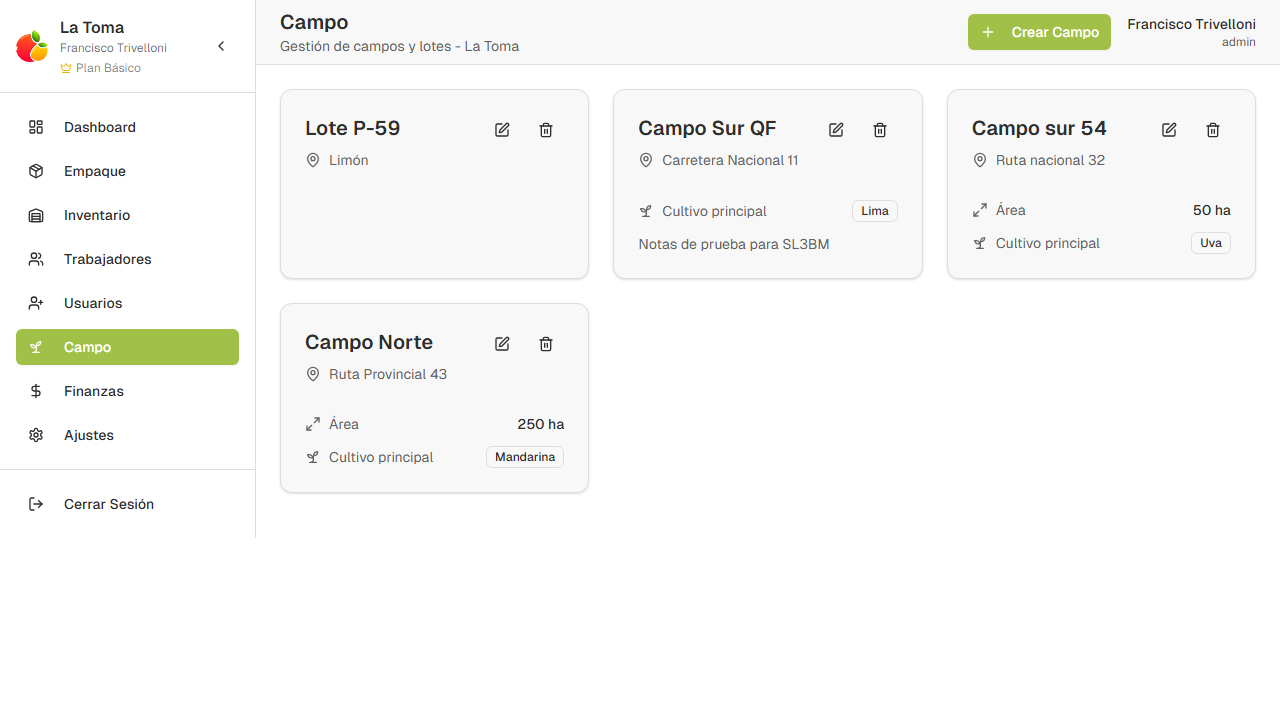 La Toma
Francisco Trivelloni
Plan Básico
Dashboard
Empaque
Inventario
Trabajadores
Usuarios
Campo
Finanzas
Ajustes
Cerrar Sesión
Campo
Gestión de campos y lotes - La Toma
Crear Campo
Francisco Trivelloni
admin
Lote P-59
Limón
Campo Sur QF
Carretera Nacional 11
Cultivo principal Lima
Notas de prueba para SL3BM
Campo sur 54
Ruta nacional 32
Área 50 ha
Cultivo principal Uva
Campo Norte
Ruta Provincial 43
Área 250 ha
Cultivo principal Mandarina